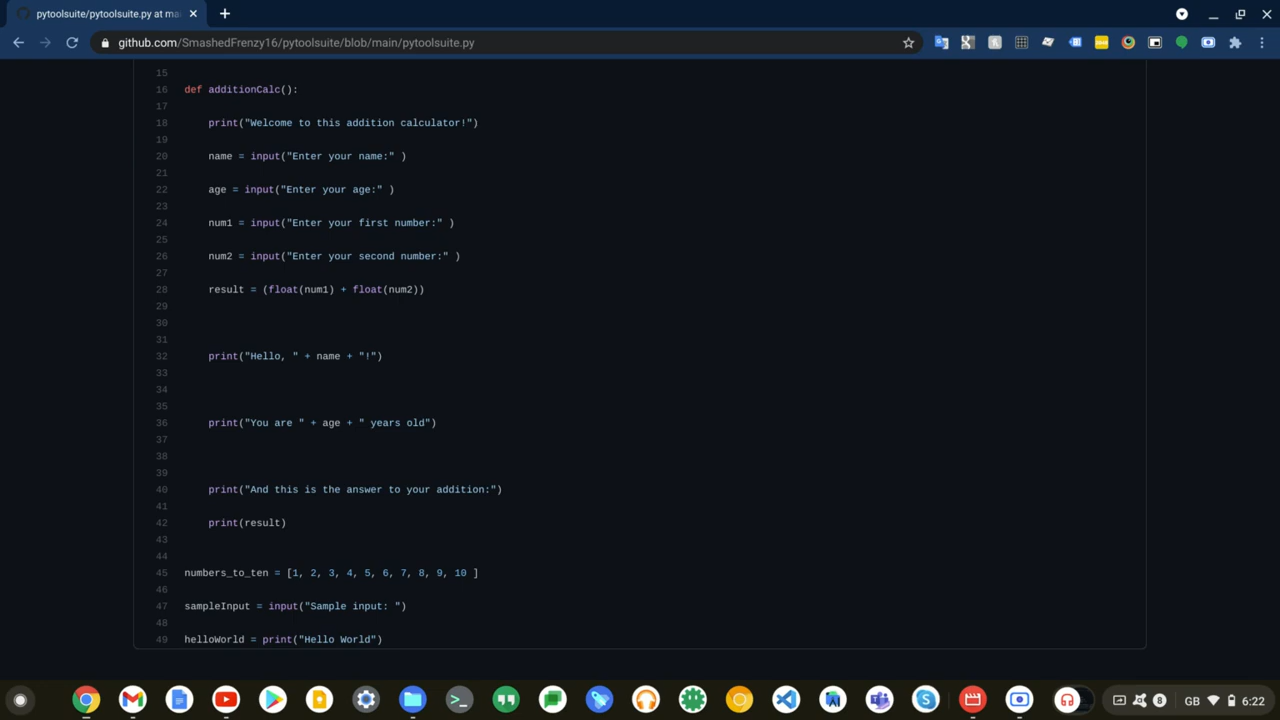 pytoolsuite/pytoolsuite.py at ma
github.com/SmashedFrenzy16/pytoolsuite/blob/main/pytoolsuite.py
15
16 def additionCalc():
17
18 print("Welcome to this addition calculator!")
19
20 name = input("Enter your name:" )
21
22 age = input("Enter your age:" )
23
24 num1 = input("Enter your first number:" )
25
26 num2 = input("Enter your second number:" )
27
28 result = (float(num1) + float(num2))
29
30
31
32 print("Hello, " + name + "!")
33
34
35
36 print("You are " + age + " years old")
37
38
39
40 print("And this is the answer to your addition:")
41
42 print(result)
43
44
45 numbers_to_ten = [1, 2, 3, 4, 5, 6, 7, 8, 9, 10 ]
46
47 sampleInput = input("Sample input: ")
48
49 helloWorld = print("Hello World")
8 GB 6:22